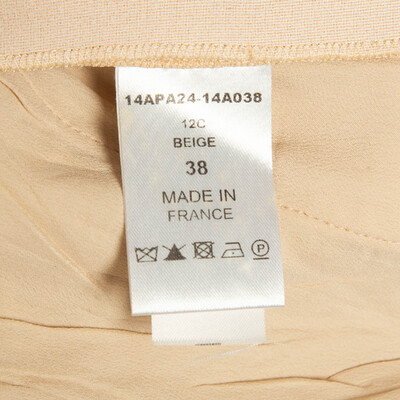 14APA24-14A038
12C
BEIGE
38
MADE IN
FRANCE
P